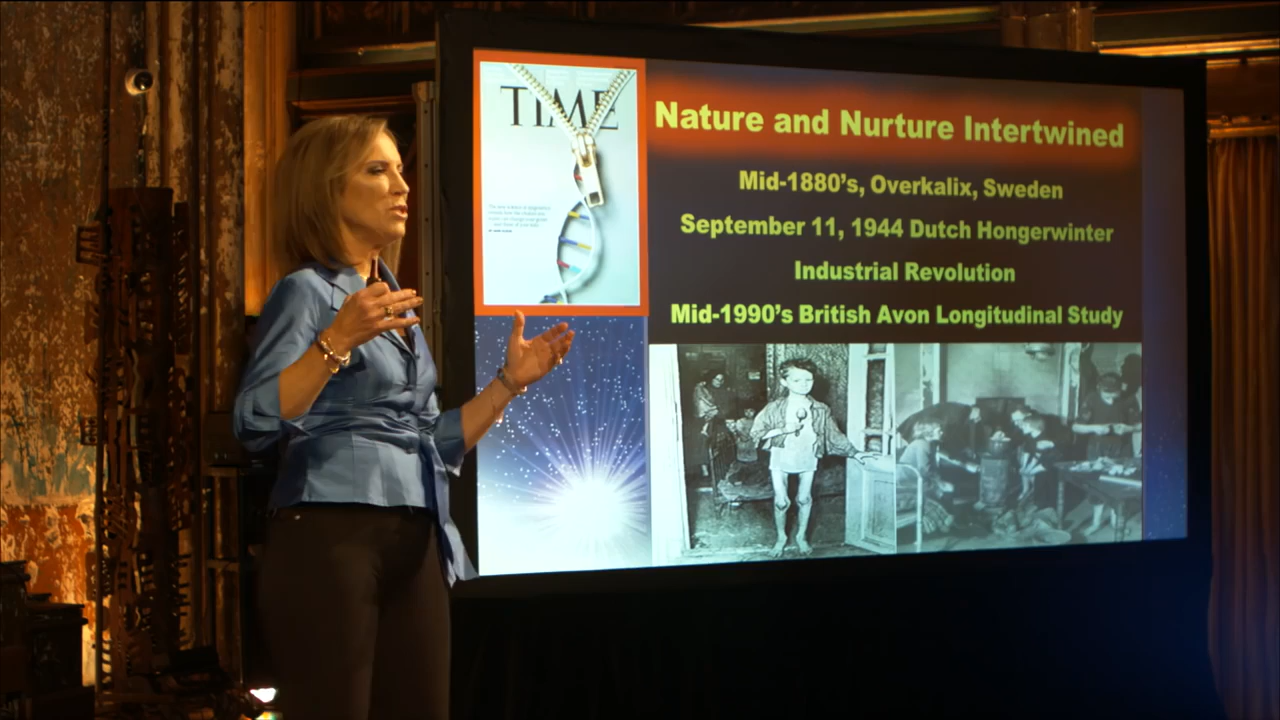 TIME
Nature and Nurture Intertwined
Mid-1880's, Overkalix, Sweden
September 11, 1944 Dutch Hongerwinter
Industrial Revolution
Mid-1990's British Avon Longitudinal Study